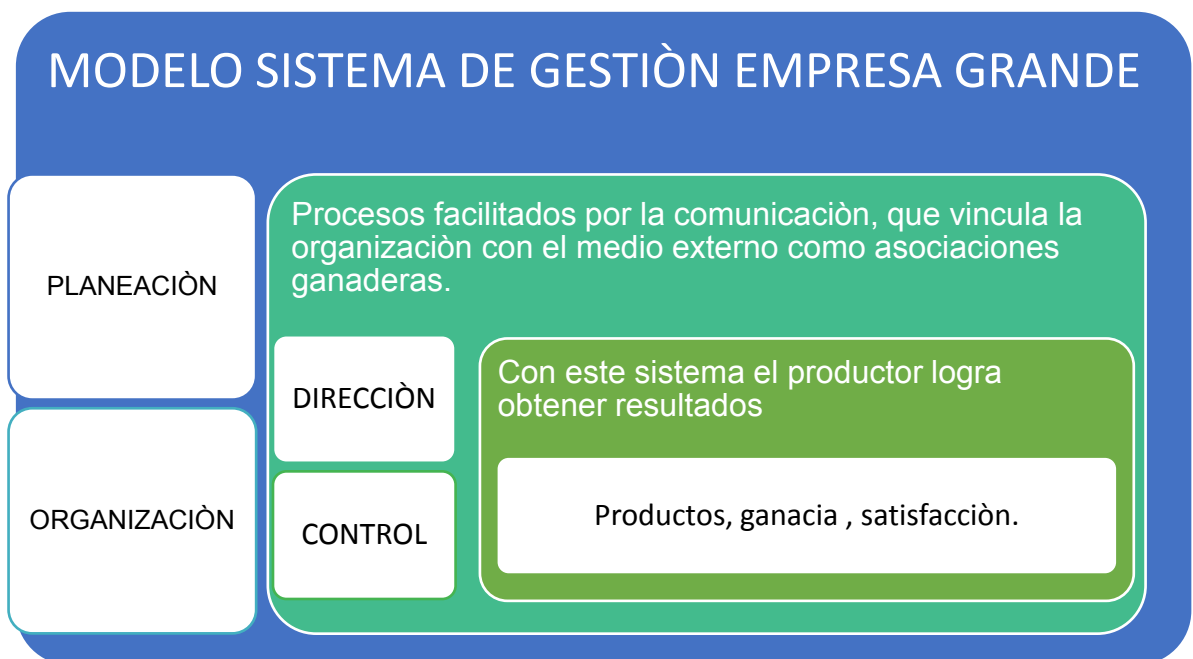 MODELO SISTEMA DE GESTIÒN EMPRESA GRANDE
PLANEACIÒN
ORGANIZACIÒN
Procesos facilitados por la comunicaciòn, que vincula la
organizaciòn con el medio externo como asociaciones
ganaderas.
DIRECCIÒN
CONTROL
Con este sistema el productor logra
obtener resultados
Productos, ganacia , satisfacciòn.